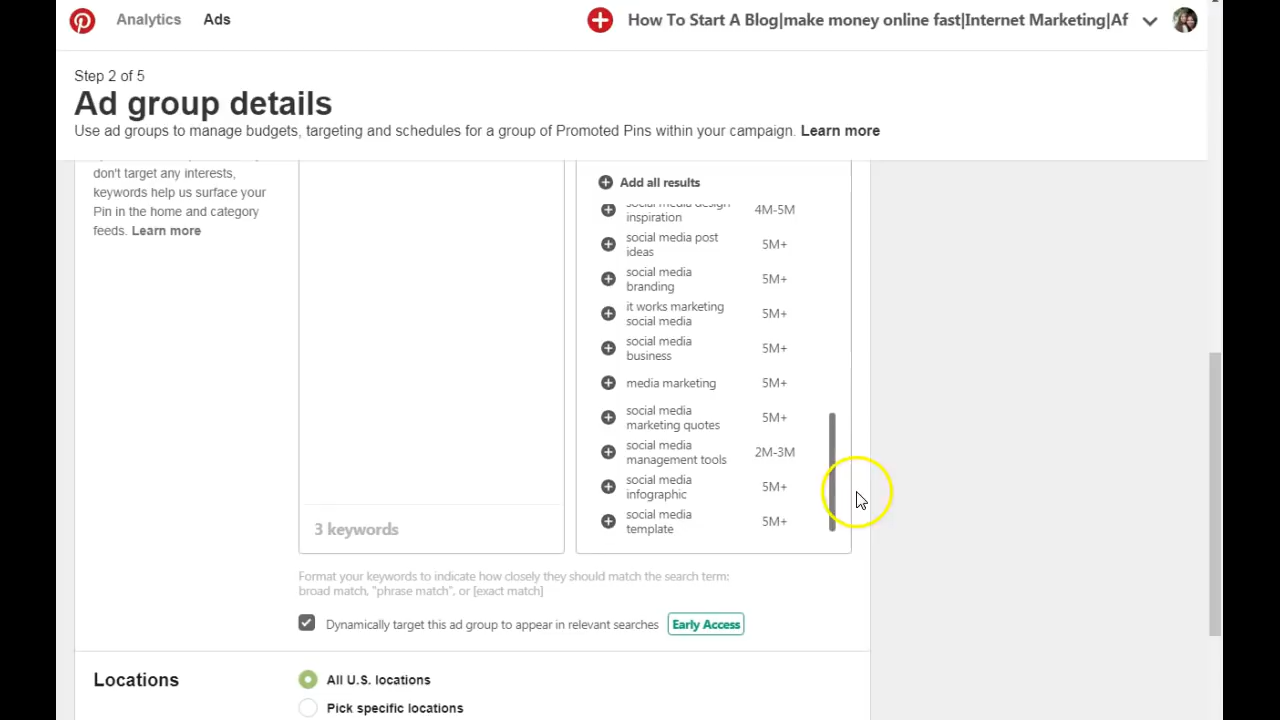 Analytics Ads
How To Start A Blog|make money online fast|Internet Marketing|Af
Step 2 of 5
Ad group details
Use ad groups to manage budgets, targeting and schedules for a group of Promoted Pins within your campaign. Learn more
don't target any interests,
keywords help us surface your
Pin in the home and category
feeds. Learn more
3 keywords
Add all results
social media design
inspiration 4M-5M
social media post
ideas 5M+
social media
branding 5M+
it works marketing
social media 5M+
social media
business 5M+
media marketing 5M+
social media
marketing quotes 5M+
social media
management tools 2M-3M
social media
infographic 5M+
social media
template 5M+
Format your keywords to indicate how closely they should match the search term:
broad match, "phrase match", or [exact match]
Dynamically target this ad group to appear in relevant searches Early Access
Locations
All U.S. locations
Pick specific locations